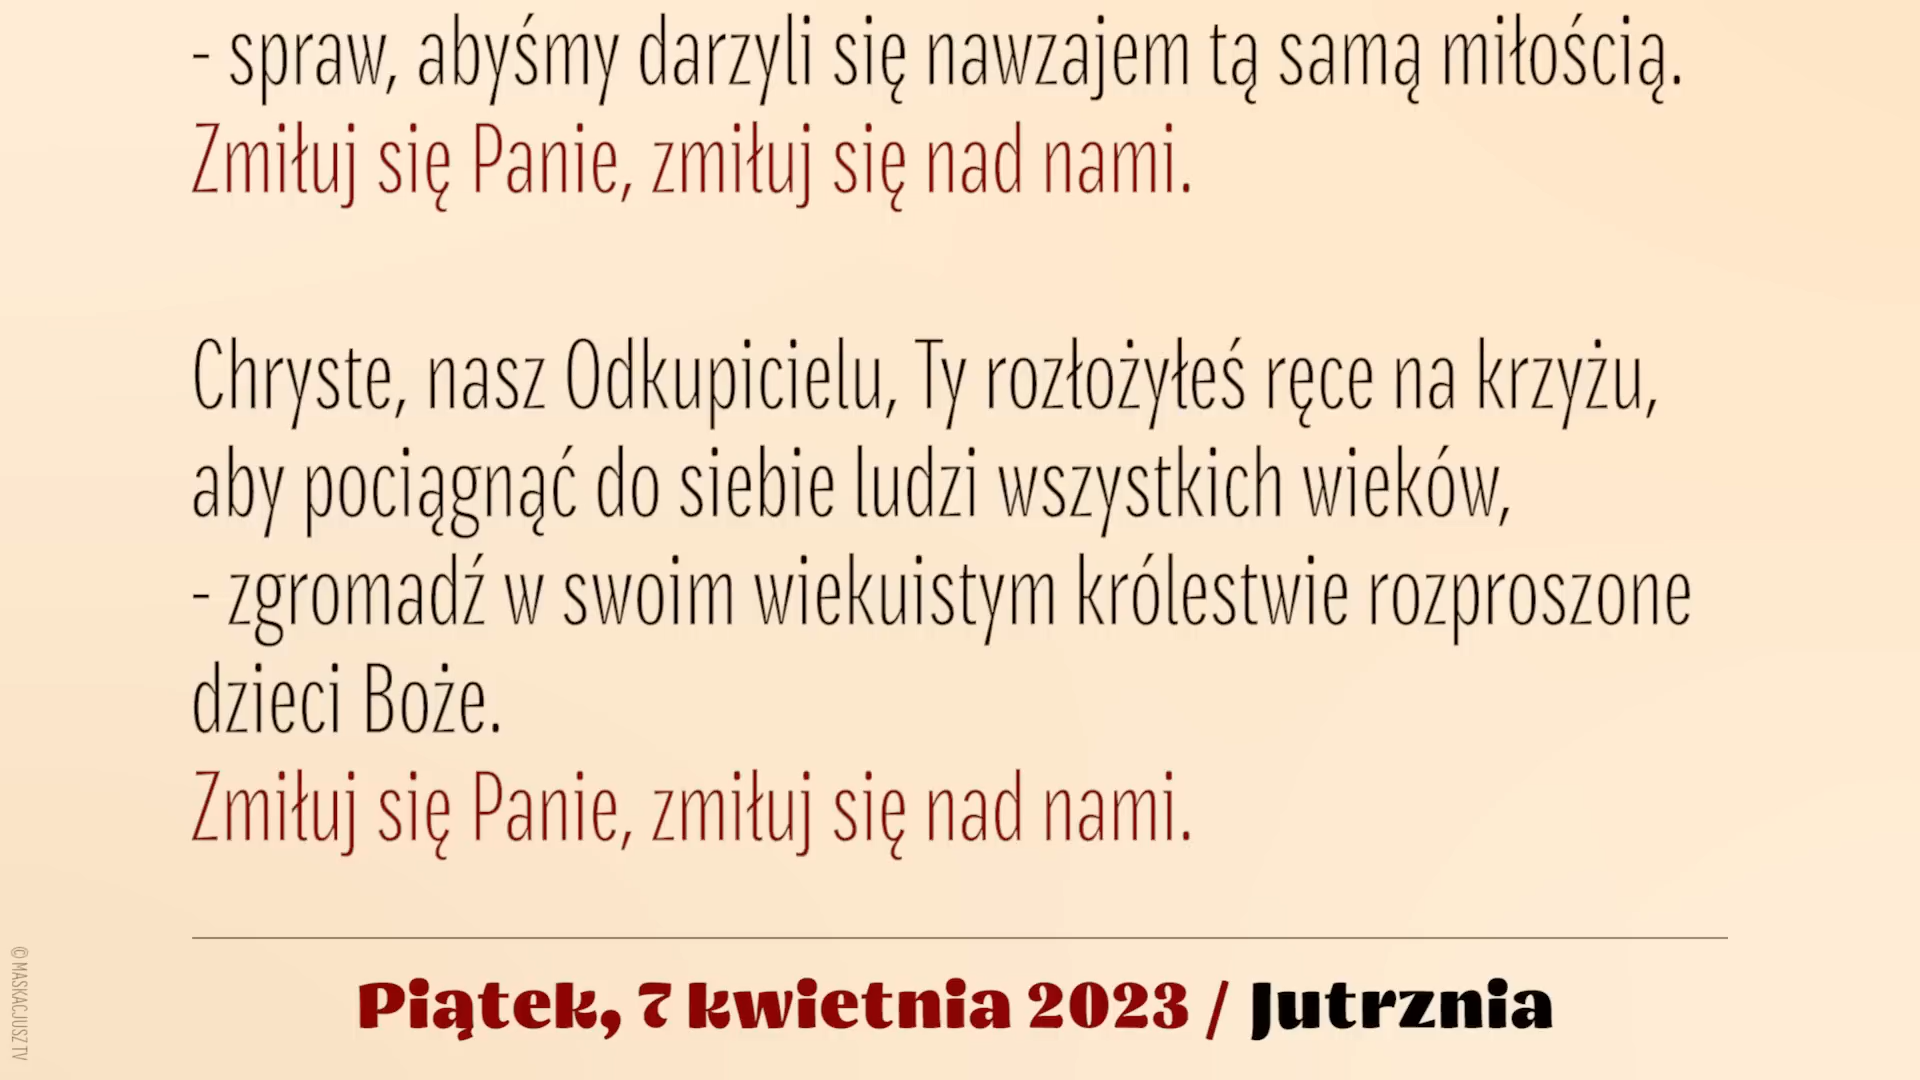 - spraw, abyśmy darzyli się nawzajem tą samą miłością.
Zmiłuj się Panie, zmiłuj się nad nami.
Chryste, nasz Odkupicielu, Ty rozłożyłeś ręce na krzyżu,
aby pociągnąć do siebie ludzi wszystkich wieków,
- zgromadź w swoim wiekuistym królestwie rozproszone
dzieci Boże.
Zmiłuj się Panie, zmiłuj się nad nami.
Piątek, 7 kwietnia 2023 / Jutrznia
© MASKACJUSZ TV